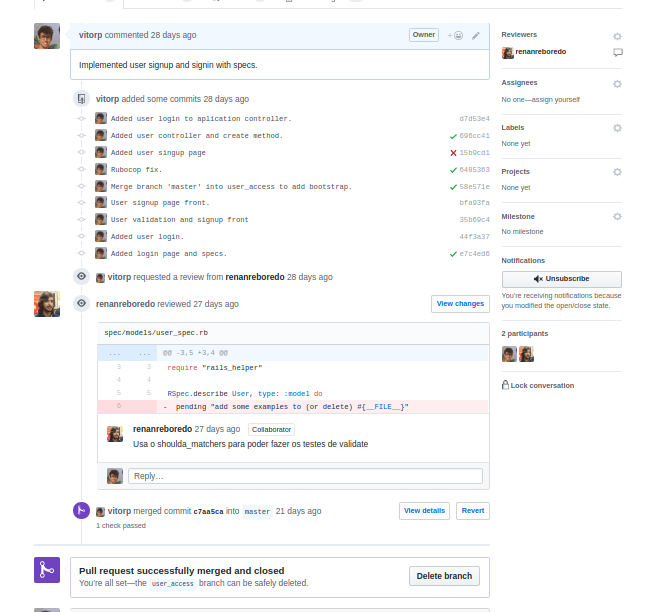 vitorp commented 28 days ago
Owner
Implemented user signup and signin with specs.
vitorp added some commits 28 days ago
Added user login to aplication controller. d7d53e4
Added user controller and create method. 696cc41
Added user singup page 15b9cd1
Rubocop fix. 6485363
Merge branch 'master' into user_access to add bootstrap. 58e571e
User signup page front. bfa93fa
User validation and signup front 35b69c4
Added user login. 44f3a37
Added login page and specs. e7c4ed6
vitorp requested a review from renanreboredo 28 days ago
renanreboredo reviewed 27 days ago
View changes
spec/models/user_spec.rb
... ... @@ -3,5 +3,4 @@
3 3 require "rails_helper"
4 4
5 5 RSpec.describe User, type: :model do
6 - pending "add some examples to (or delete) #{__FILE__}"
renanreboredo 27 days ago Collaborator
Usa o shoulda_matchers para poder fazer os testes de validate
Reply…
vitorp merged commit c7aa5ca into master 21 days ago
View details
Revert
1 check passed
Pull request successfully merged and closed
You're all set—the user_access branch can be safely deleted.
Delete branch
Reviewers
renanreboredo
Assignees
No one—assign yourself
Labels
None yet
Projects
None yet
Milestone
No milestone
Notifications
Unsubscribe
You're receiving notifications because
you modified the open/close state.
2 participants
Lock conversation